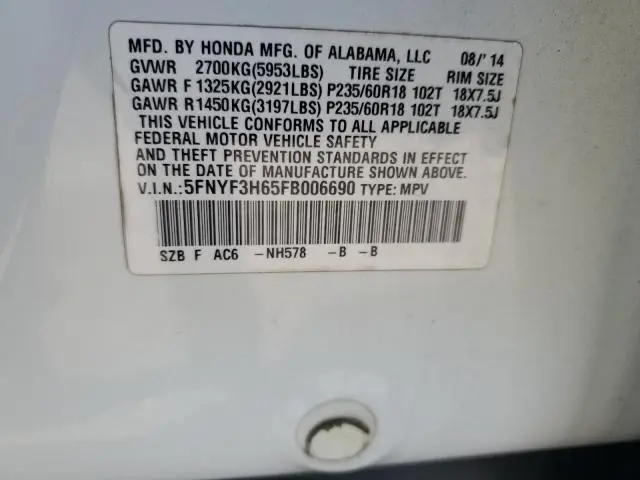 MFD. BY HONDA MFG. OF ALABAMA, LLC 08/'14
GVWR 2700KG(5953LBS) TIRE SIZE RIM SIZE
GAWR F 1325KG(2921LBS) P235/60R18 102T 18X7.5J
GAWR R 1450KG(3197LBS) P235/60R18 102T 18X7.5J
THIS VEHICLE CONFORMS TO ALL APPLICABLE
FEDERAL MOTOR VEHICLE SAFETY
AND THEFT PREVENTION STANDARDS IN EFFECT
ON THE DATE OF MANUFACTURE SHOWN ABOVE.
V.I.N.:5FNYF3H65FB006690 TYPE: MPV
SZB F AC6 -NH578 -B -B